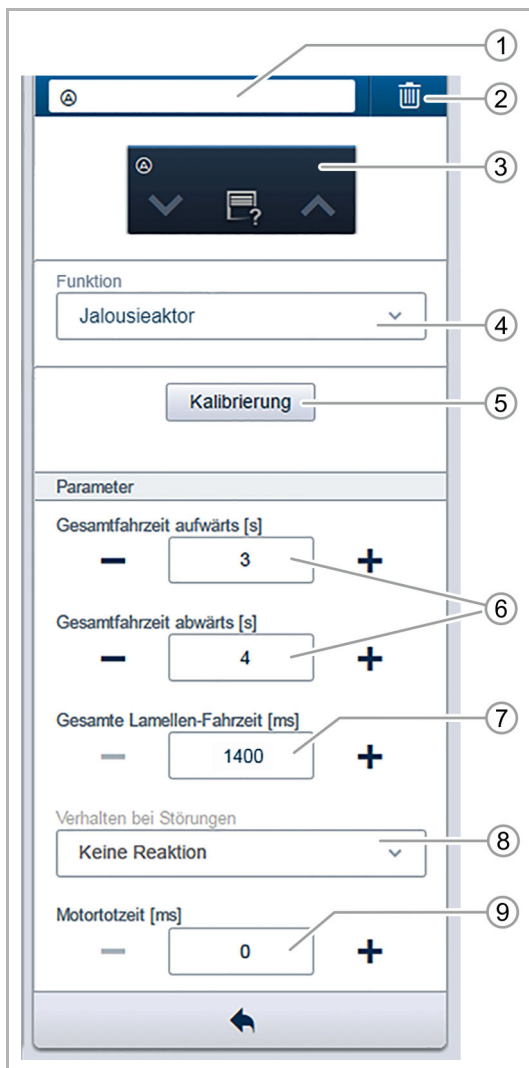 1
A
2
A
3
?
Funktion
Jalousieaktor
4
Kalibrierung
5
Parameter
Gesamtfahrzeit aufwärts [s]
− 3 +
6
Gesamtfahrzeit abwärts [s]
− 4 +
Gesamte Lamellen-Fahrzeit [ms]
7
− 1400 +
Verhalten bei Störungen
Keine Reaktion
8
Motortotzeit [ms]
9
− 0 +